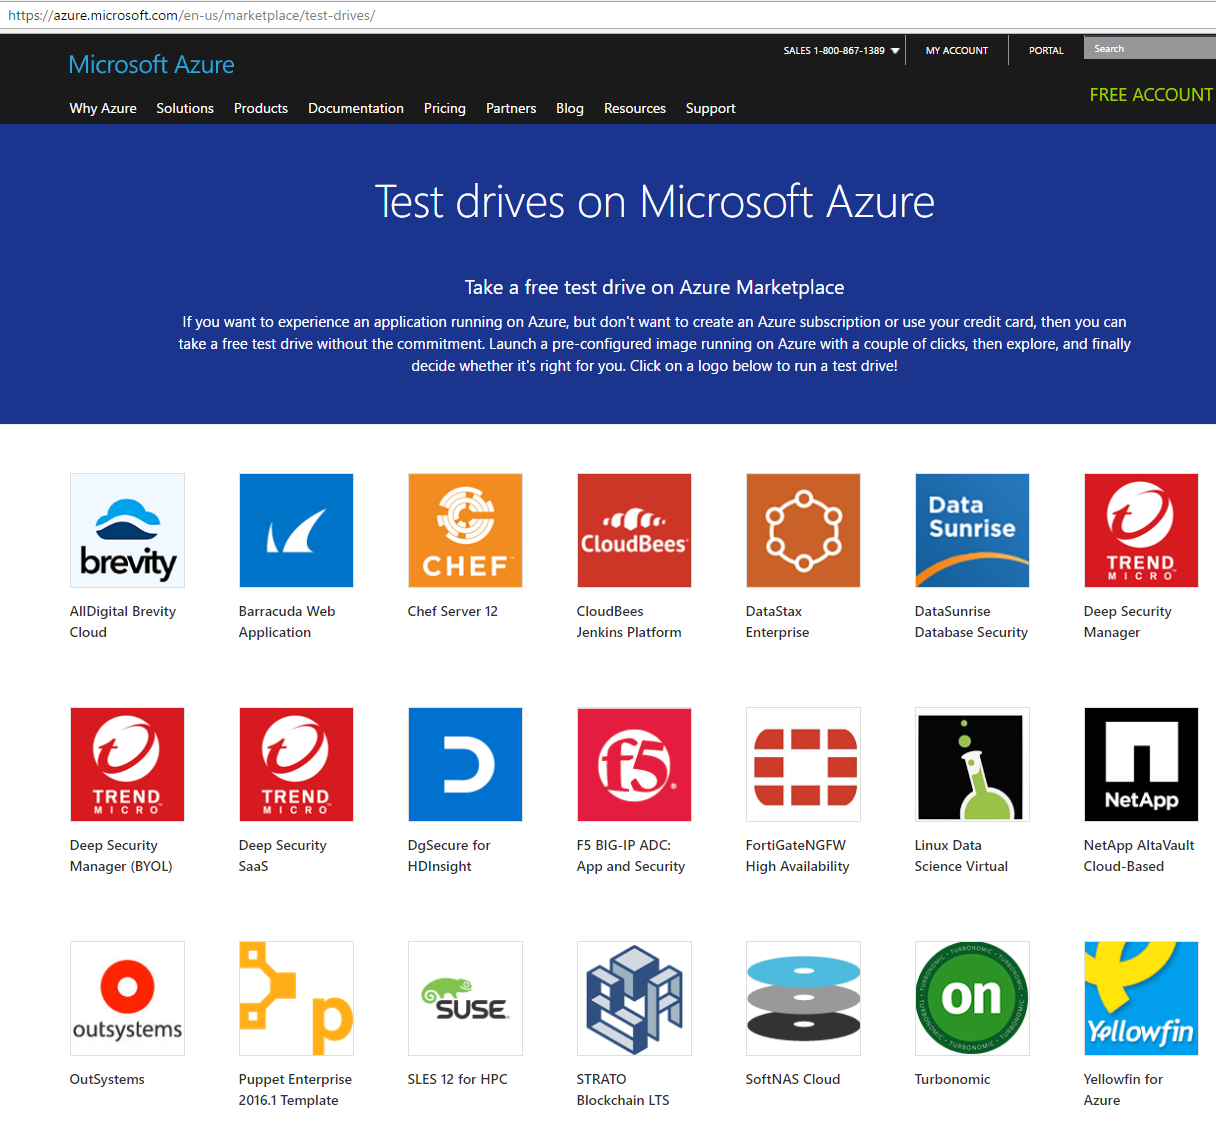 https://azure.microsoft.com/en-us/marketplace/test-drives/
SALES 1-800-867-1389
MY ACCOUNT
PORTAL
Search
Microsoft Azure
FREE ACCOUNT
Why Azure Solutions Products Documentation Pricing Partners Blog Resources Support
Test drives on Microsoft Azure
Take a free test drive on Azure Marketplace
If you want to experience an application running on Azure, but don't want to create an Azure subscription or use your credit card, then you can
take a free test drive without the commitment. Launch a pre-configured image running on Azure with a couple of clicks, then explore, and finally
decide whether it's right for you. Click on a logo below to run a test drive!
brevity
AllDigital Brevity
Cloud
Barracuda Web
Application
CHEF™
Chef Server 12
CloudBees
CloudBees
Jenkins Platform
DataStax
Enterprise
Data
Sunrise
DataSunrise
Database Security
TREND
MICRO™
Deep Security
Manager
TREND
MICRO™
Deep Security
Manager (BYOL)
TREND
MICRO™
Deep Security
SaaS
DgSecure for
HDInsight
f5®
F5 BIG-IP ADC:
App and Security
FortiGateNGFW
High Availability
Linux Data
Science Virtual
NetApp
NetApp AltaVault
Cloud-Based
outsystems
OutSystems
p
Puppet Enterprise
2016.1 Template
SUSE
SLES 12 for HPC
STRATO
Blockchain LTS
SoftNAS Cloud
TURBONOMIC · TURBONOMIC · TURBONOMIC · TURBONOMIC
on
Turbonomic
Yellowfin
Yellowfin for
Azure